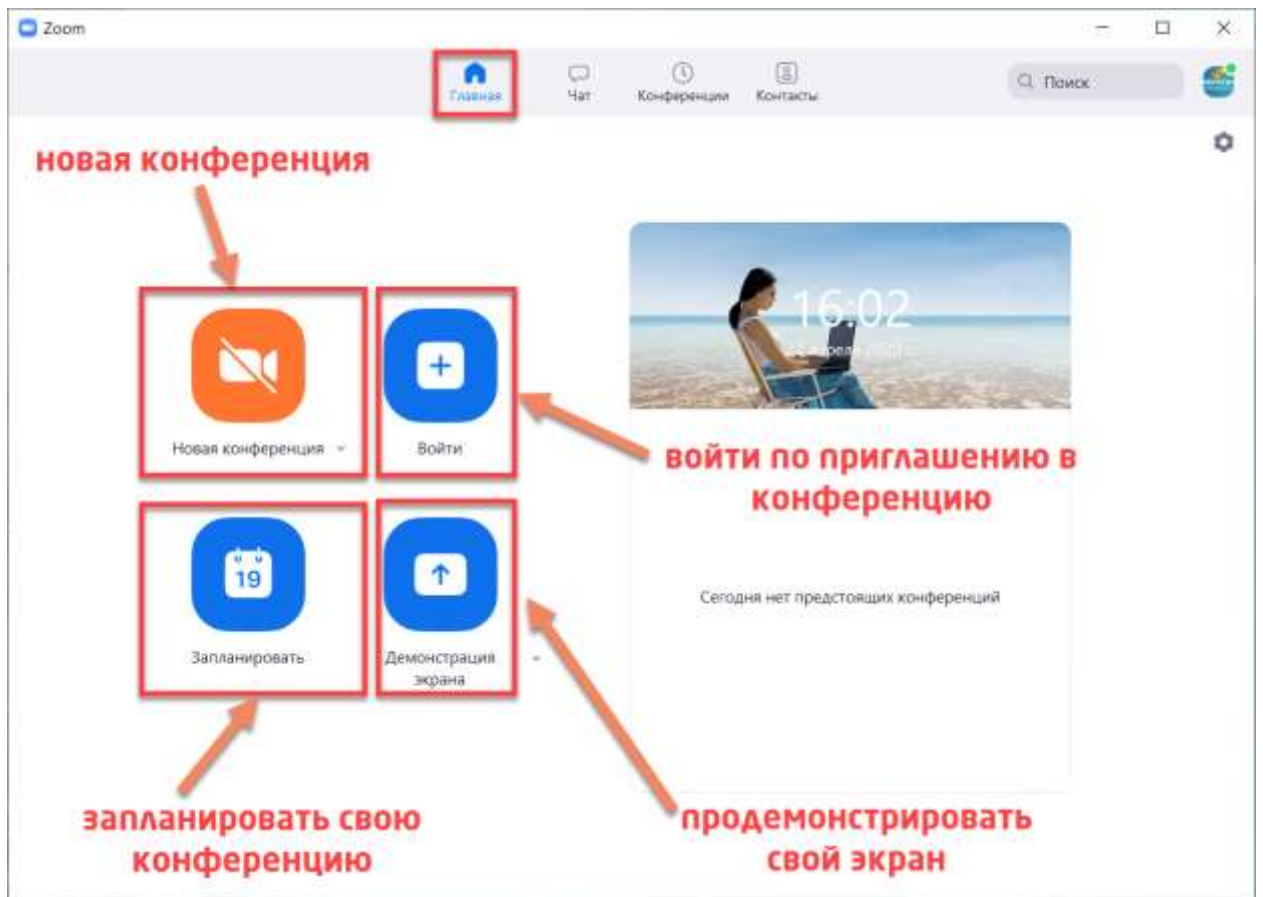 Zoom
Главная
Чат
Конференции
Контакты
Поиск
новая конференция
16:02
Новая конференция
Войти
войти по приглашению в
конференцию
19
Сегодня нет предстоящих конференций
Запланировать
Демонстрация
экрана
запланировать свою
конференцию
продемонстрировать
свой экран